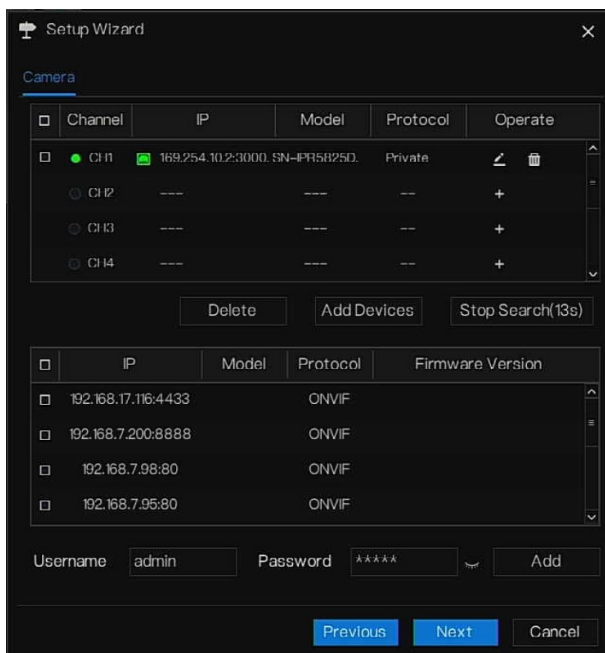 Setup Wizard
Camera
Channel IP Model Protocol Operate
CH1 169.254.10.2:3000. SN-IPR5825D. Private
CH2 --- --- -- +
CH3 --- --- -- +
CH4 --- --- -- +
Delete Add Devices Stop Search(13s)
IP Model Protocol Firmware Version
192.168.17.116:4433 ONVIF
192.168.7.200:8888 ONVIF
192.168.7.98:80 ONVIF
192.168.7.95:80 ONVIF
Username admin Password ***** Add
Previous Next Cancel